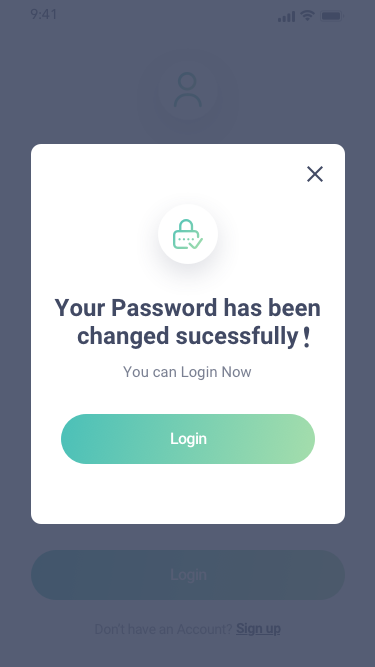 9:41
Your Password has been
changed sucessfully!
You can Login Now
Login
Login
Don't have an Account? Sign up